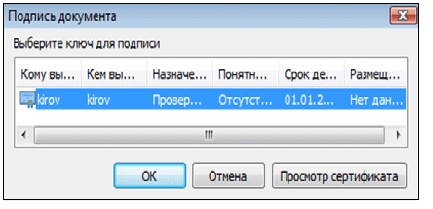 Подпись документа
Выберите ключ для подписи
Кому вы... Кем вы... Назначе... Понятн... Срок де... Размещ...
kirov kirov Провер... Отсутст... 01.01.2... Нет дан...
ОК Отмена Просмотр сертификата